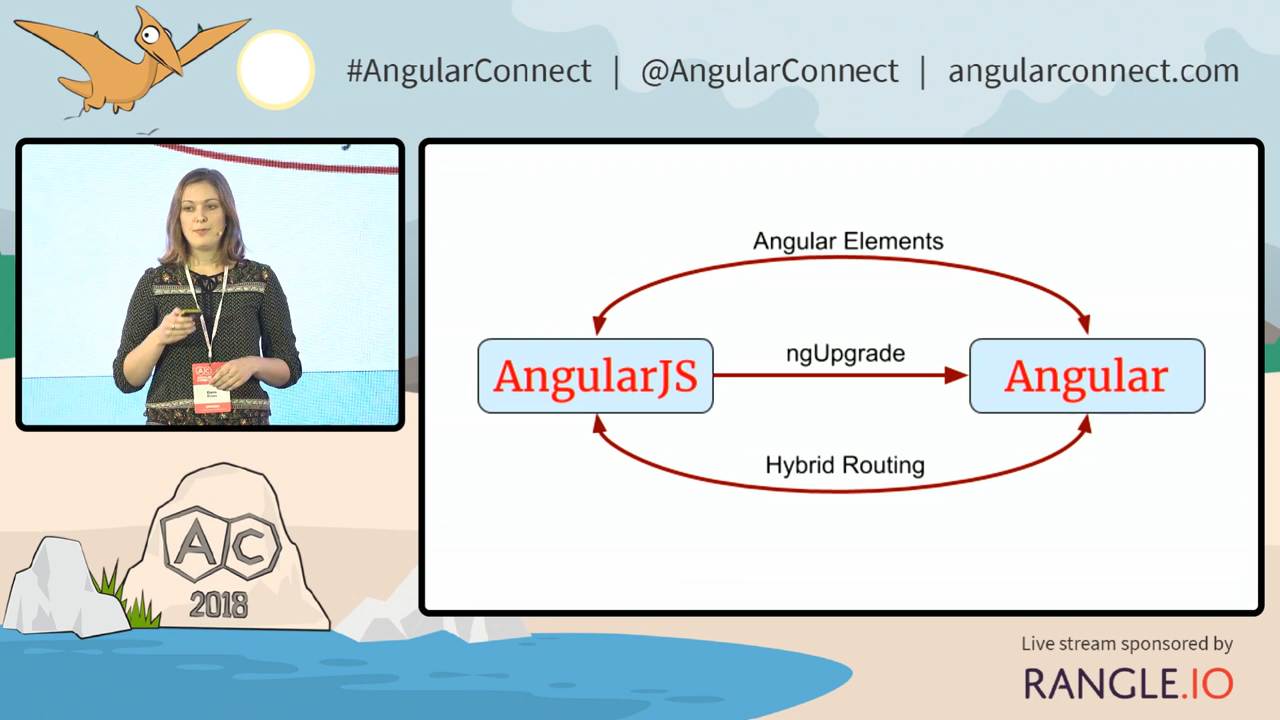 #AngularConnect | @AngularConnect | angularconnect.com
Angular Elements
AngularJS
ngUpgrade
Angular
Hybrid Routing
AC
2018
Live stream sponsored by
RANGLE.IO